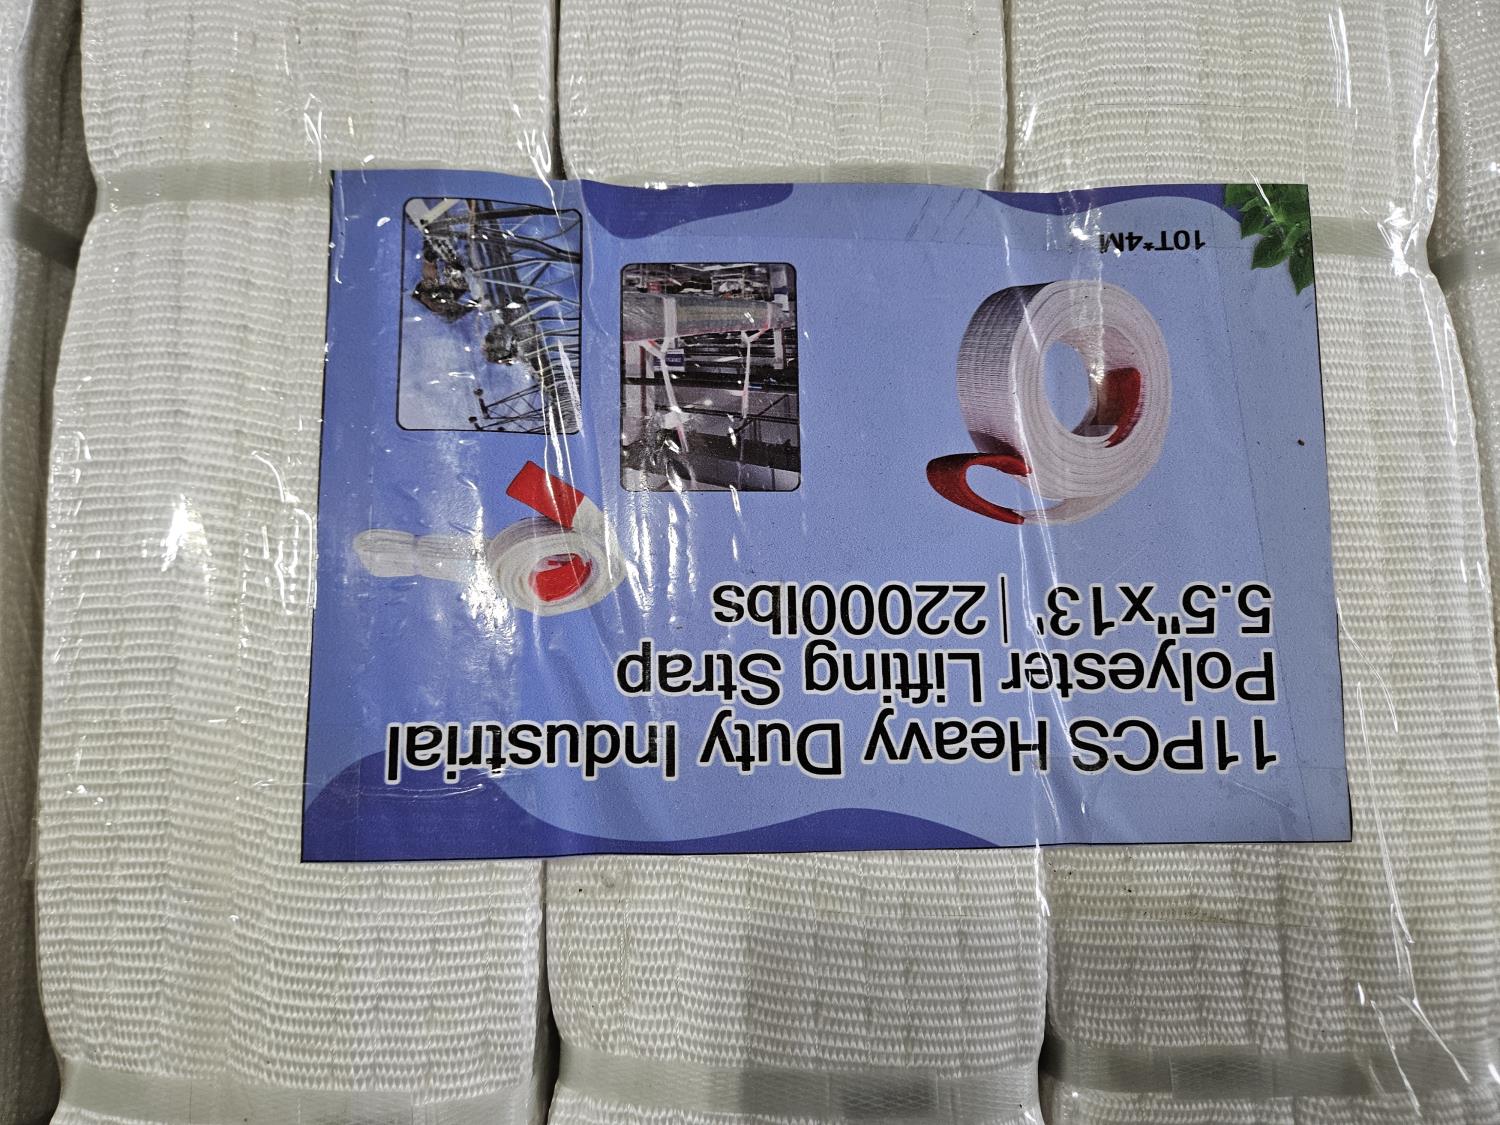 11PCS Heavy Duty Industrial
Polyester Lifting Strap
5.5"x13' | 22000lbs
10T*4M